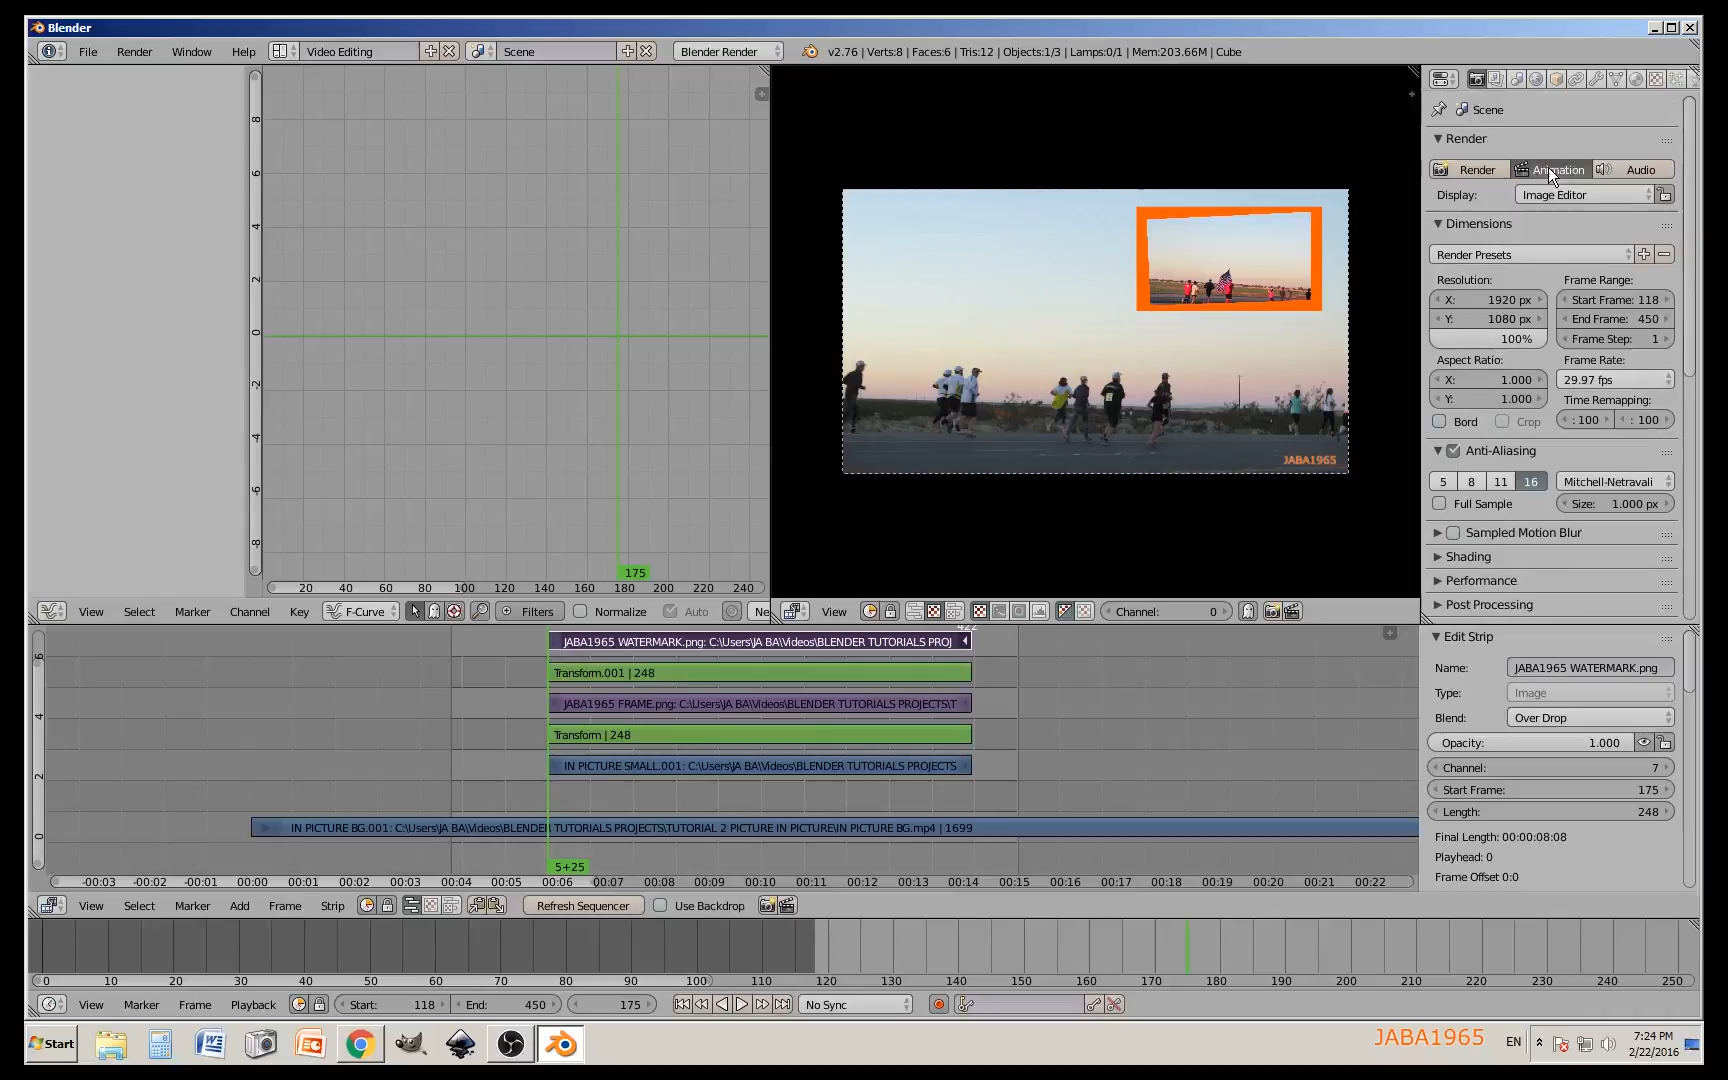 Blender
File Render Window Help Video Editing Scene Blender Render v2.76 | Verts:8 | Faces:6 | Tris:12 | Objects:1/3 | Lamps:0/1 | Mem:203.66M | Cube
Scene
Render
Render Animation Audio
Display: Image Editor
Dimensions
Render Presets
Resolution: Frame Range:
X: 1920 px Start Frame: 118
Y: 1080 px End Frame: 450
100% Frame Step: 1
Aspect Ratio: Frame Rate:
X: 1.000 29.97 fps
Y: 1.000 Time Remapping:
Bord Crop : 100 : 100
Anti-Aliasing
5 8 11 16 Mitchell-Netravali
Full Sample Size: 1.000 px
Sampled Motion Blur
Shading
Performance
Post Processing
8
6
4
2
0
-2
-4
-6
-8
175
20 40 60 80 100 120 140 160 180 200 220 240
JABA1965
View Select Marker Channel Key F-Curve Filters Normalize Auto Ne
View Channel: 0
JABA1965 WATERMARK.png: C:\Users\JA BA\Videos\BLENDER TUTORIALS PROJ
Transform.001 | 248
JABA1965 FRAME.png: C:\Users\JA BA\Videos\BLENDER TUTORIALS PROJECTS\T
Transform | 248
IN PICTURE SMALL.001: C:\Users\JA BA\Videos\BLENDER TUTORIALS PROJECTS
IN PICTURE BG.001: C:\Users\JA BA\Videos\BLENDER TUTORIALS PROJECTS\TUTORIAL 2 PICTURE IN PICTURE\IN PICTURE BG.mp4 | 1699
6
4
2
0
5+25
-00:03 -00:02 -00:01 00:00 00:01 00:02 00:03 00:04 00:05 00:06 00:07 00:08 00:09 00:10 00:11 00:12 00:13 00:14 00:15 00:16 00:17 00:18 00:19 00:20 00:21 00:22
Edit Strip
Name: JABA1965 WATERMARK.png
Type: Image
Blend: Over Drop
Opacity: 1.000
Channel: 7
Start Frame: 175
Length: 248
Final Length: 00:00:08:08
Playhead: 0
Frame Offset 0:0
View Select Marker Add Frame Strip Refresh Sequencer Use Backdrop
0 10 20 30 40 50 60 70 80 90 100 110 120 130 140 150 160 170 180 190 200 210 220 230 240 250
View Marker Frame Playback Start: 118 End: 450 175 No Sync
Start JABA1965 EN 7:24 PM
2/22/2016